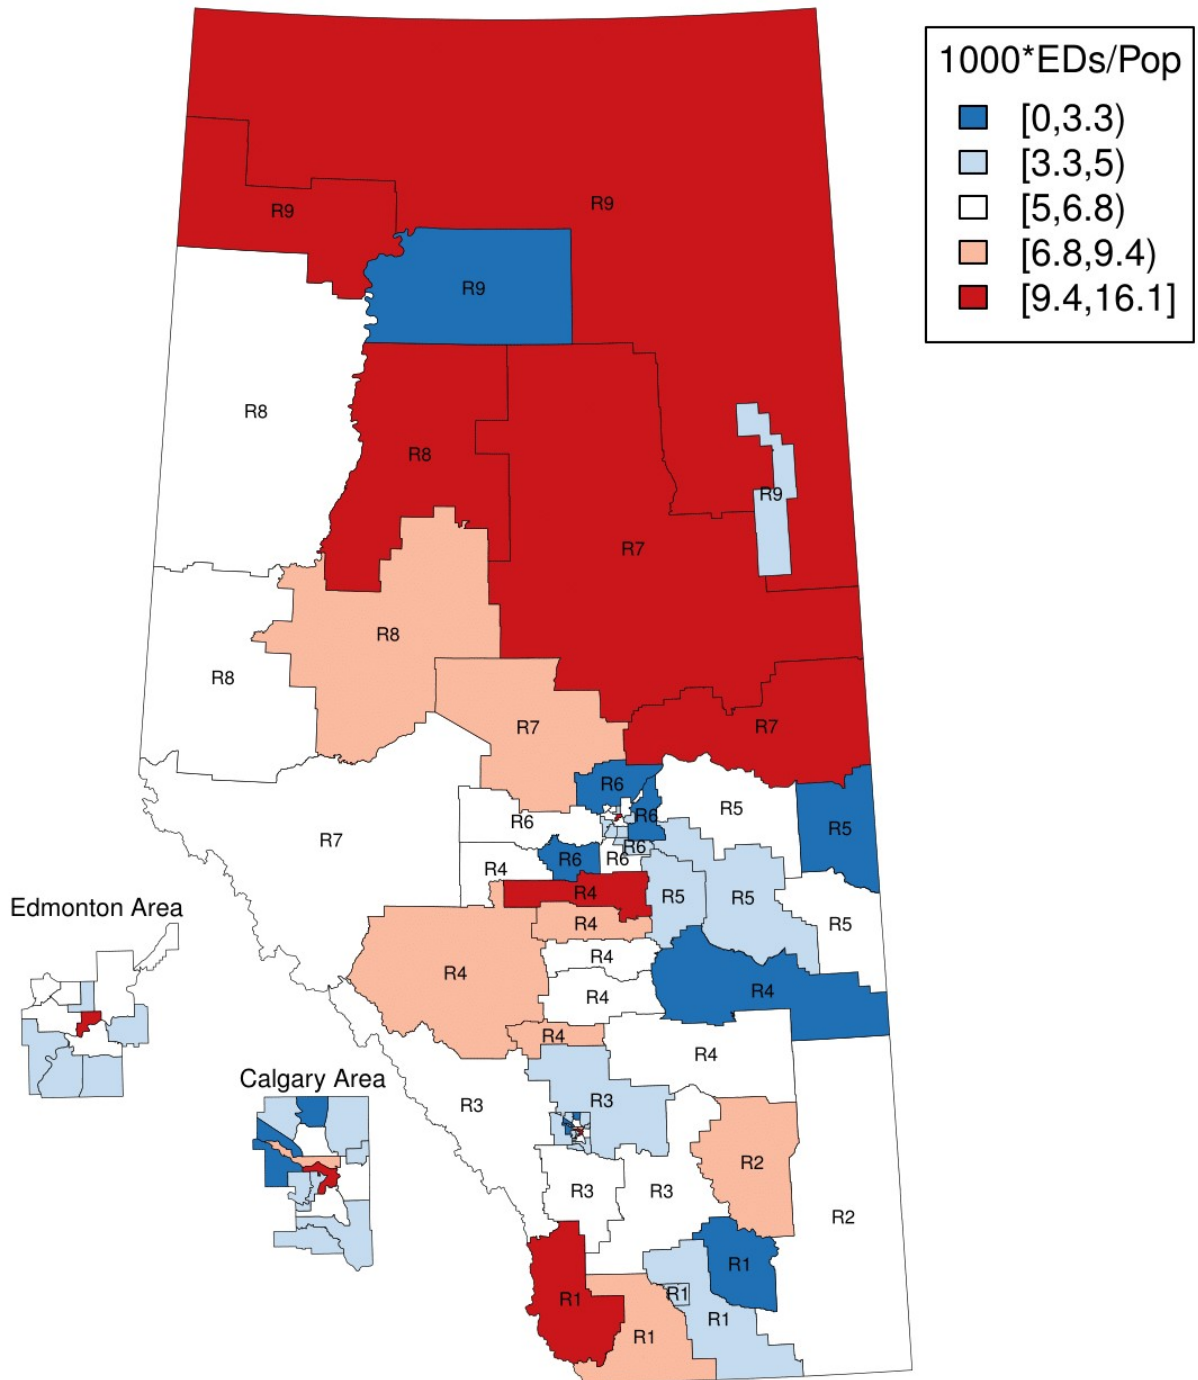 1000*EDs/Pop
[0,3.3)
[3.3,5)
[5,6.8)
[6.8,9.4)
[9.4,16.1]
R9
R9
R9
R8
R8
R9
R7
R8
R8
R7
R7
R6
R5
R6
R6
R5
R7
R6
R4
R6
R6
R4
R5
R5
Edmonton Area
R4
R5
R4
R4
R4
R4
R4
R4
Calgary Area
R3
R3
R2
R3
R3
R2
R1
R1
R1
R1
R1